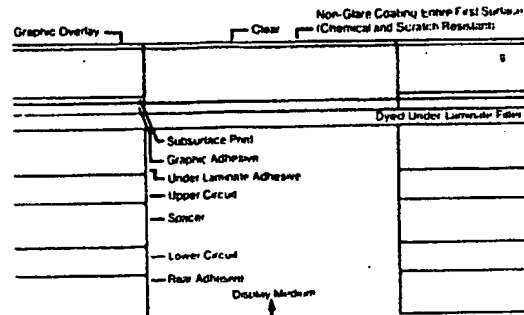 Non-Glare Coating Entire First Surface
(Chemical and Scratch Resistant)
Graphic Overlay
Clear
Dyed Under Laminate Filter
Subsurface Print
Graphic Adhesive
Under Laminate Adhesive
Upper Circuit
Spacer
Lower Circuit
Rear Adhesive
Display Medium